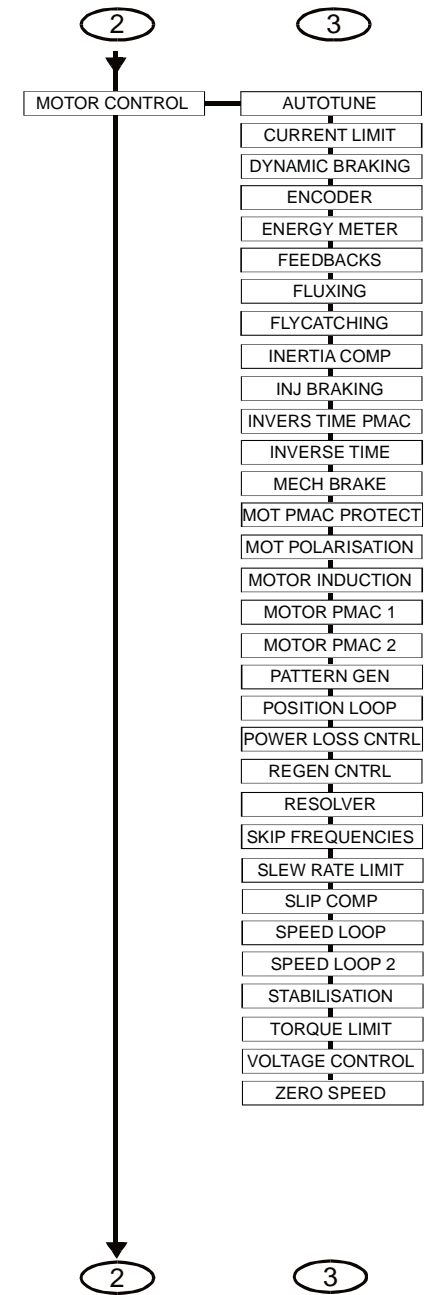 2 3
MOTOR CONTROL AUTOTUNE
CURRENT LIMIT
DYNAMIC BRAKING
ENCODER
ENERGY METER
FEEDBACKS
FLUXING
FLYCATCHING
INERTIA COMP
INJ BRAKING
INVERS TIME PMAC
INVERSE TIME
MECH BRAKE
MOT PMAC PROTECT
MOT POLARISATION
MOTOR INDUCTION
MOTOR PMAC 1
MOTOR PMAC 2
PATTERN GEN
POSITION LOOP
POWER LOSS CNTRL
REGEN CNTRL
RESOLVER
SKIP FREQUENCIES
SLEW RATE LIMIT
SLIP COMP
SPEED LOOP
SPEED LOOP 2
STABILISATION
TORQUE LIMIT
VOLTAGE CONTROL
ZERO SPEED
2 3